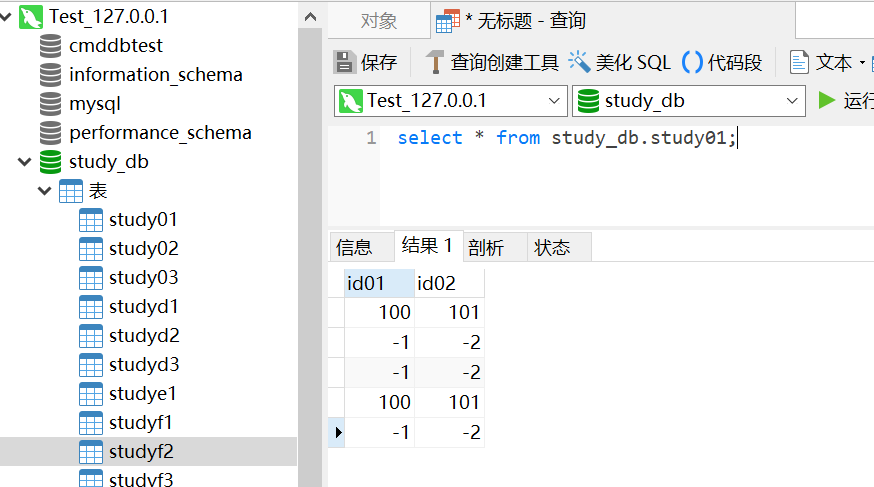 Test_127.0.0.1
cmddbtest
information_schema
mysql
performance_schema
study_db
表
study01
study02
study03
studyd1
studyd2
studyd3
studye1
studyf1
studyf2
studyf3
对象
* 无标题 - 查询
保存 查询创建工具 美化 SQL () 代码段 文本
Test_127.0.0.1 study_db 运行
1 select * from study_db.study01;
信息 结果 1 剖析 状态
id01 id02
100 101
-1 -2
-1 -2
100 101
-1 -2